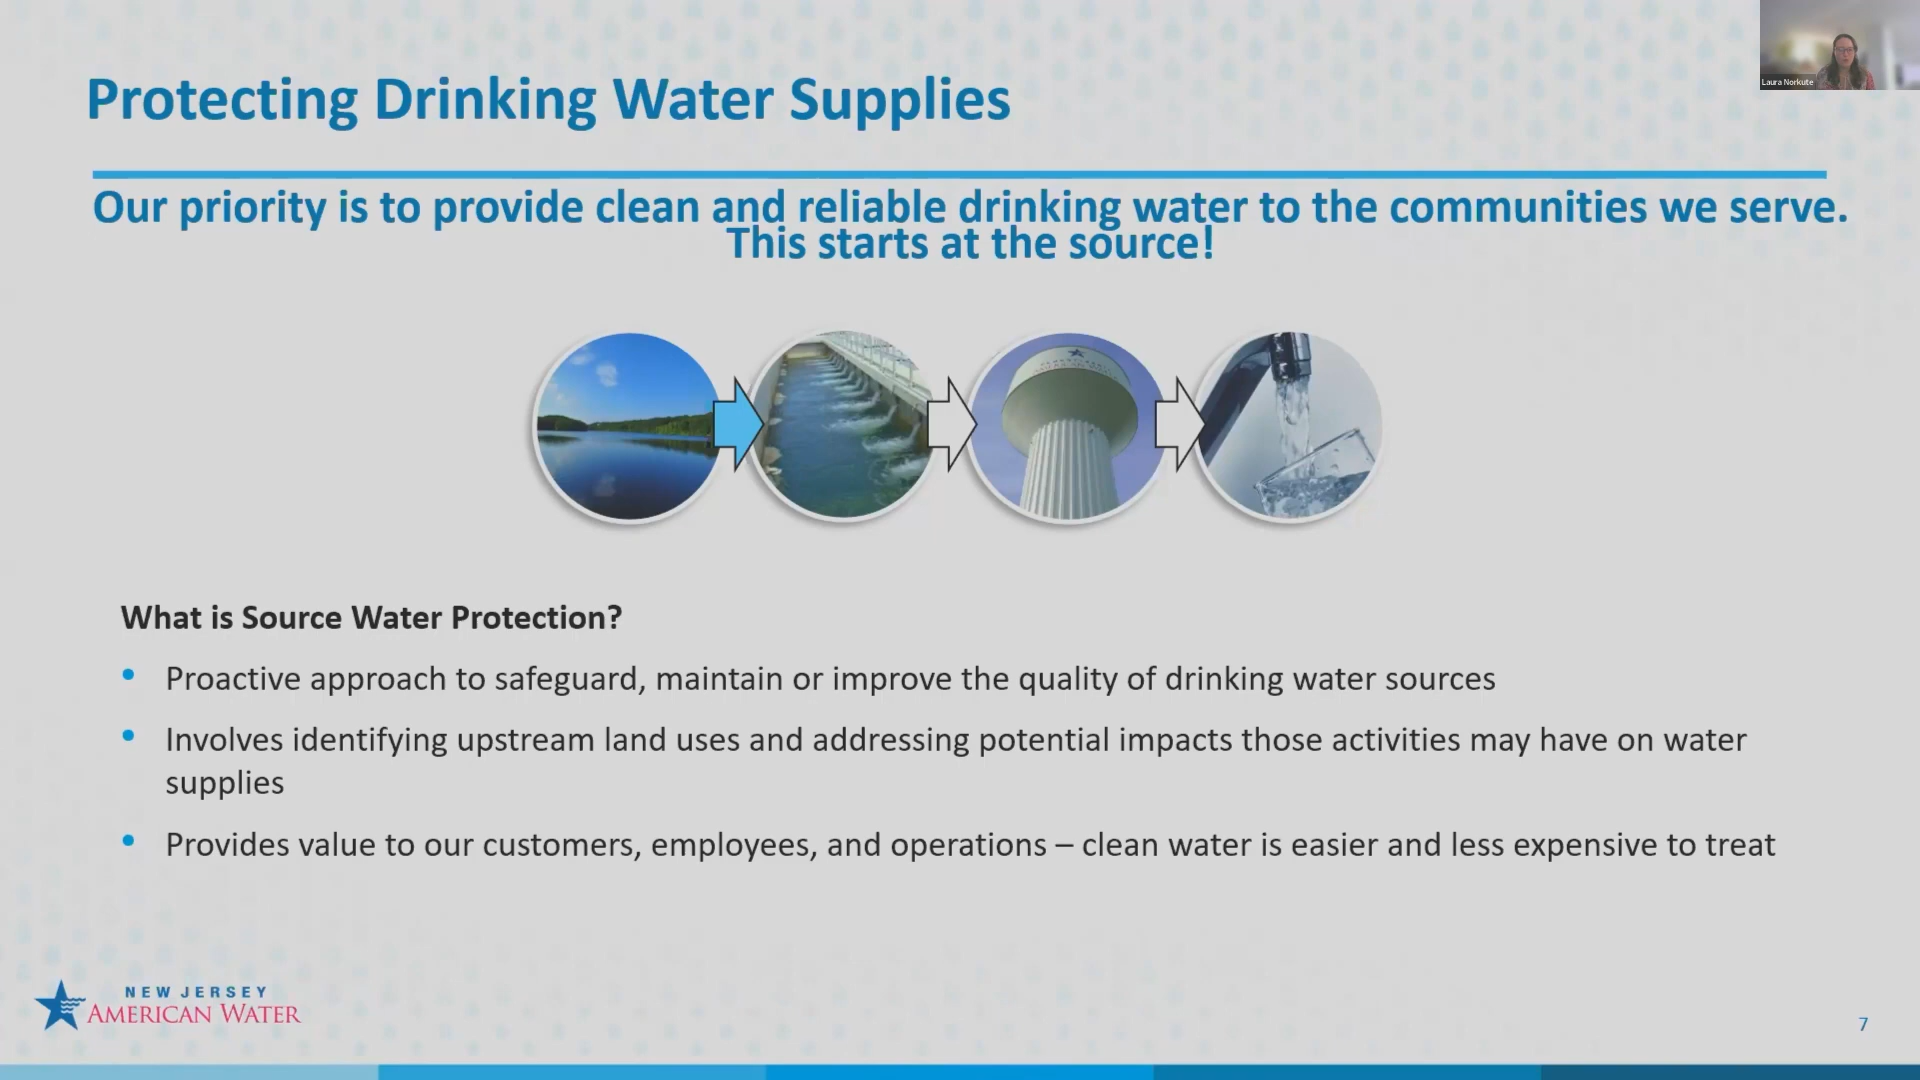 Laura Norkute
Protecting Drinking Water Supplies
Our priority is to provide clean and reliable drinking water to the communities we serve.
This starts at the source!
What is Source Water Protection?
• Proactive approach to safeguard, maintain or improve the quality of drinking water sources
• Involves identifying upstream land uses and addressing potential impacts those activities may have on water
supplies
• Provides value to our customers, employees, and operations – clean water is easier and less expensive to treat
NEW JERSEY
AMERICAN WATER
7